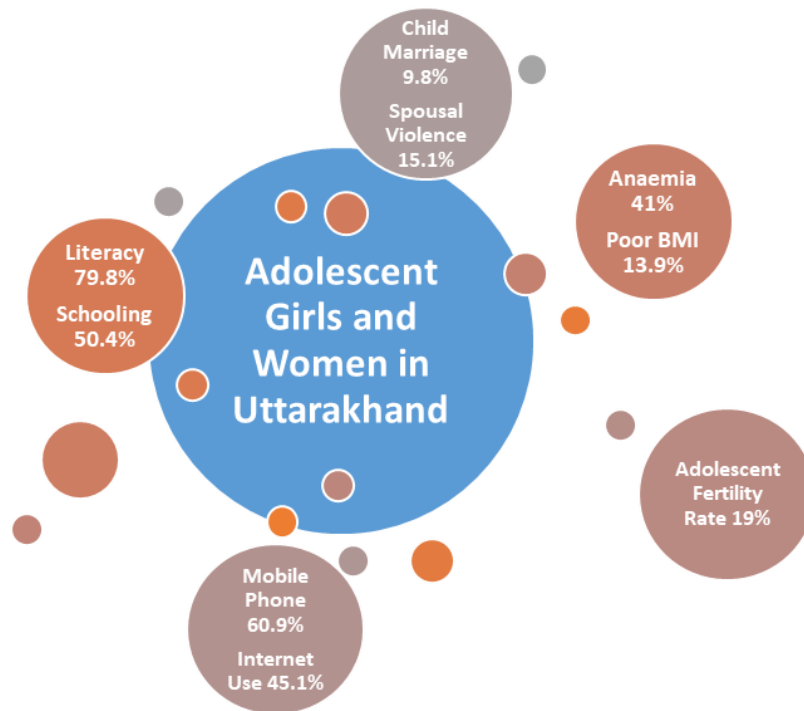 Child
Marriage
9.8%
Spousal
Violence
15.1%
Anaemia
41%
Poor BMI
13.9%
Literacy
79.8%
Schooling
50.4%
Adolescent
Girls and
Women in
Uttarakhand
Adolescent
Fertility
Rate 19%
Mobile
Phone
60.9%
Internet
Use 45.1%